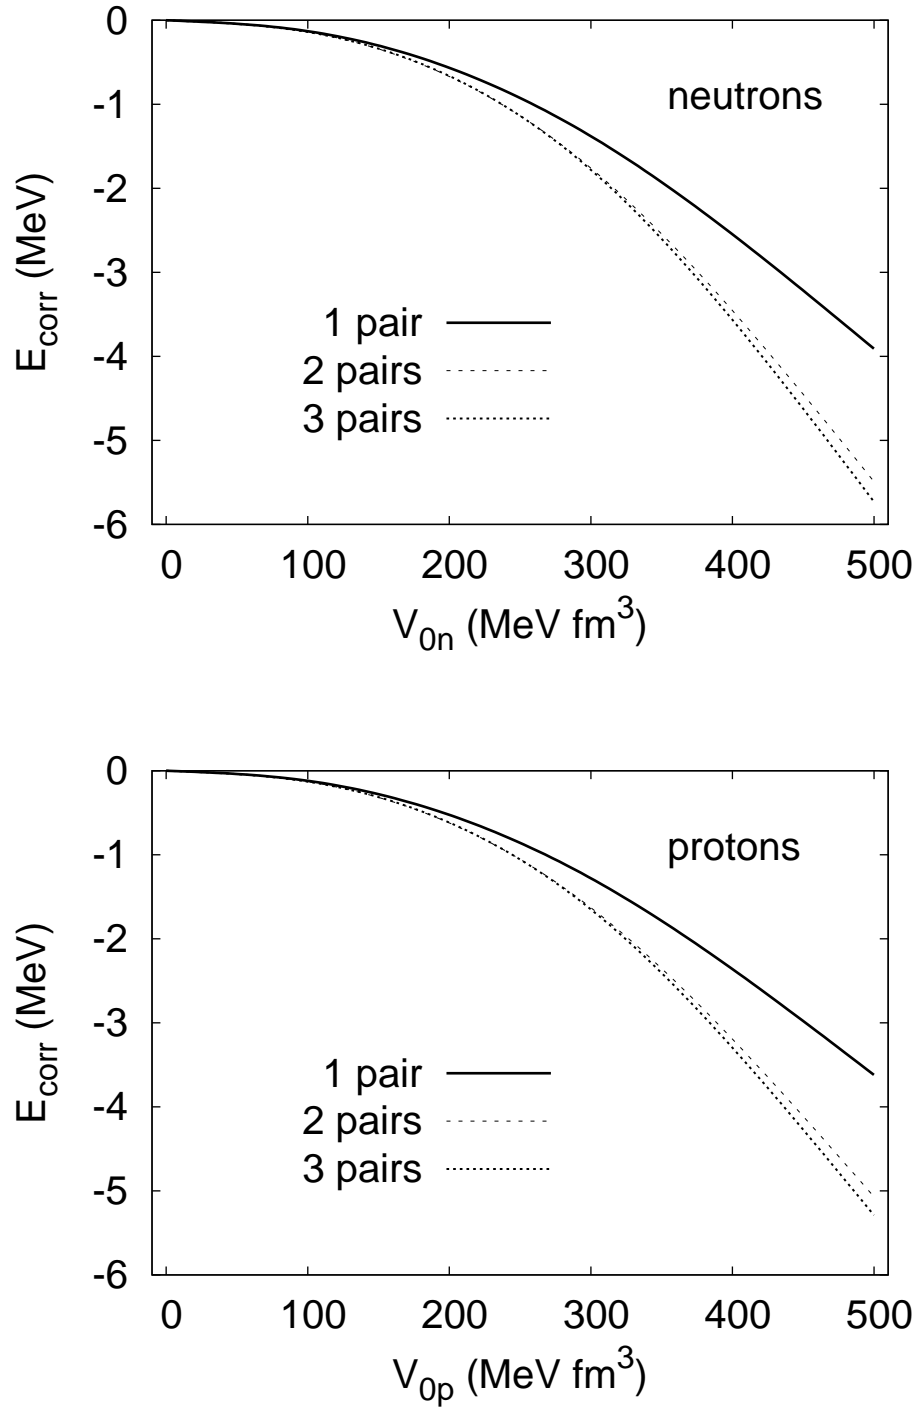 0
-1
-2
-3
-4
-5
-6
E_corr (MeV)
neutrons
1 pair
2 pairs
3 pairs
0 100 200 300 400 500
V_0n (MeV fm^3)
0
-1
-2
-3
-4
-5
-6
E_corr (MeV)
protons
1 pair
2 pairs
3 pairs
0 100 200 300 400 500
V_0p (MeV fm^3)